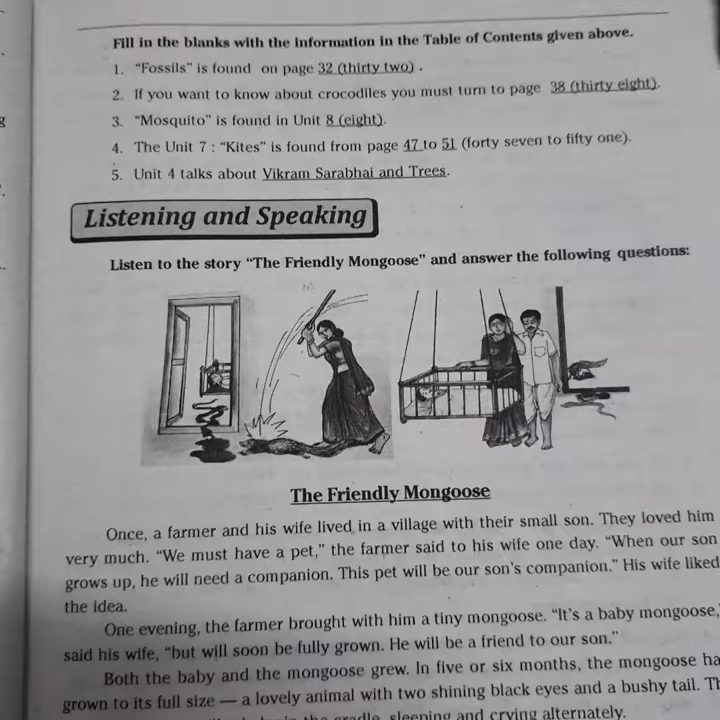 Fill in the blanks with the information in the Table of Contents given above.
1. "Fossils" is found on page 32 (thirty two) .
2. If you want to know about crocodiles you must turn to page 38 (thirty eight).
3. "Mosquito" is found in Unit 8 (eight).
4. The Unit 7 : "Kites" is found from page 47 to 51 (forty seven to fifty one).
5. Unit 4 talks about Vikram Sarabhai and Trees.
Listening and Speaking
Listen to the story "The Friendly Mongoose" and answer the following questions:
The Friendly Mongoose
Once, a farmer and his wife lived in a village with their small son. They loved him
very much. "We must have a pet," the farmer said to his wife one day. "When our son
grows up, he will need a companion. This pet will be our son's companion." His wife liked
the idea.
One evening, the farmer brought with him a tiny mongoose. "It's a baby mongoose,"
said his wife, "but will soon be fully grown. He will be a friend to our son."
Both the baby and the mongoose grew. In five or six months, the mongoose ha
grown to its full size — a lovely animal with two shining black eyes and a bushy tail. Th
cradle, sleeping and crying alternately.